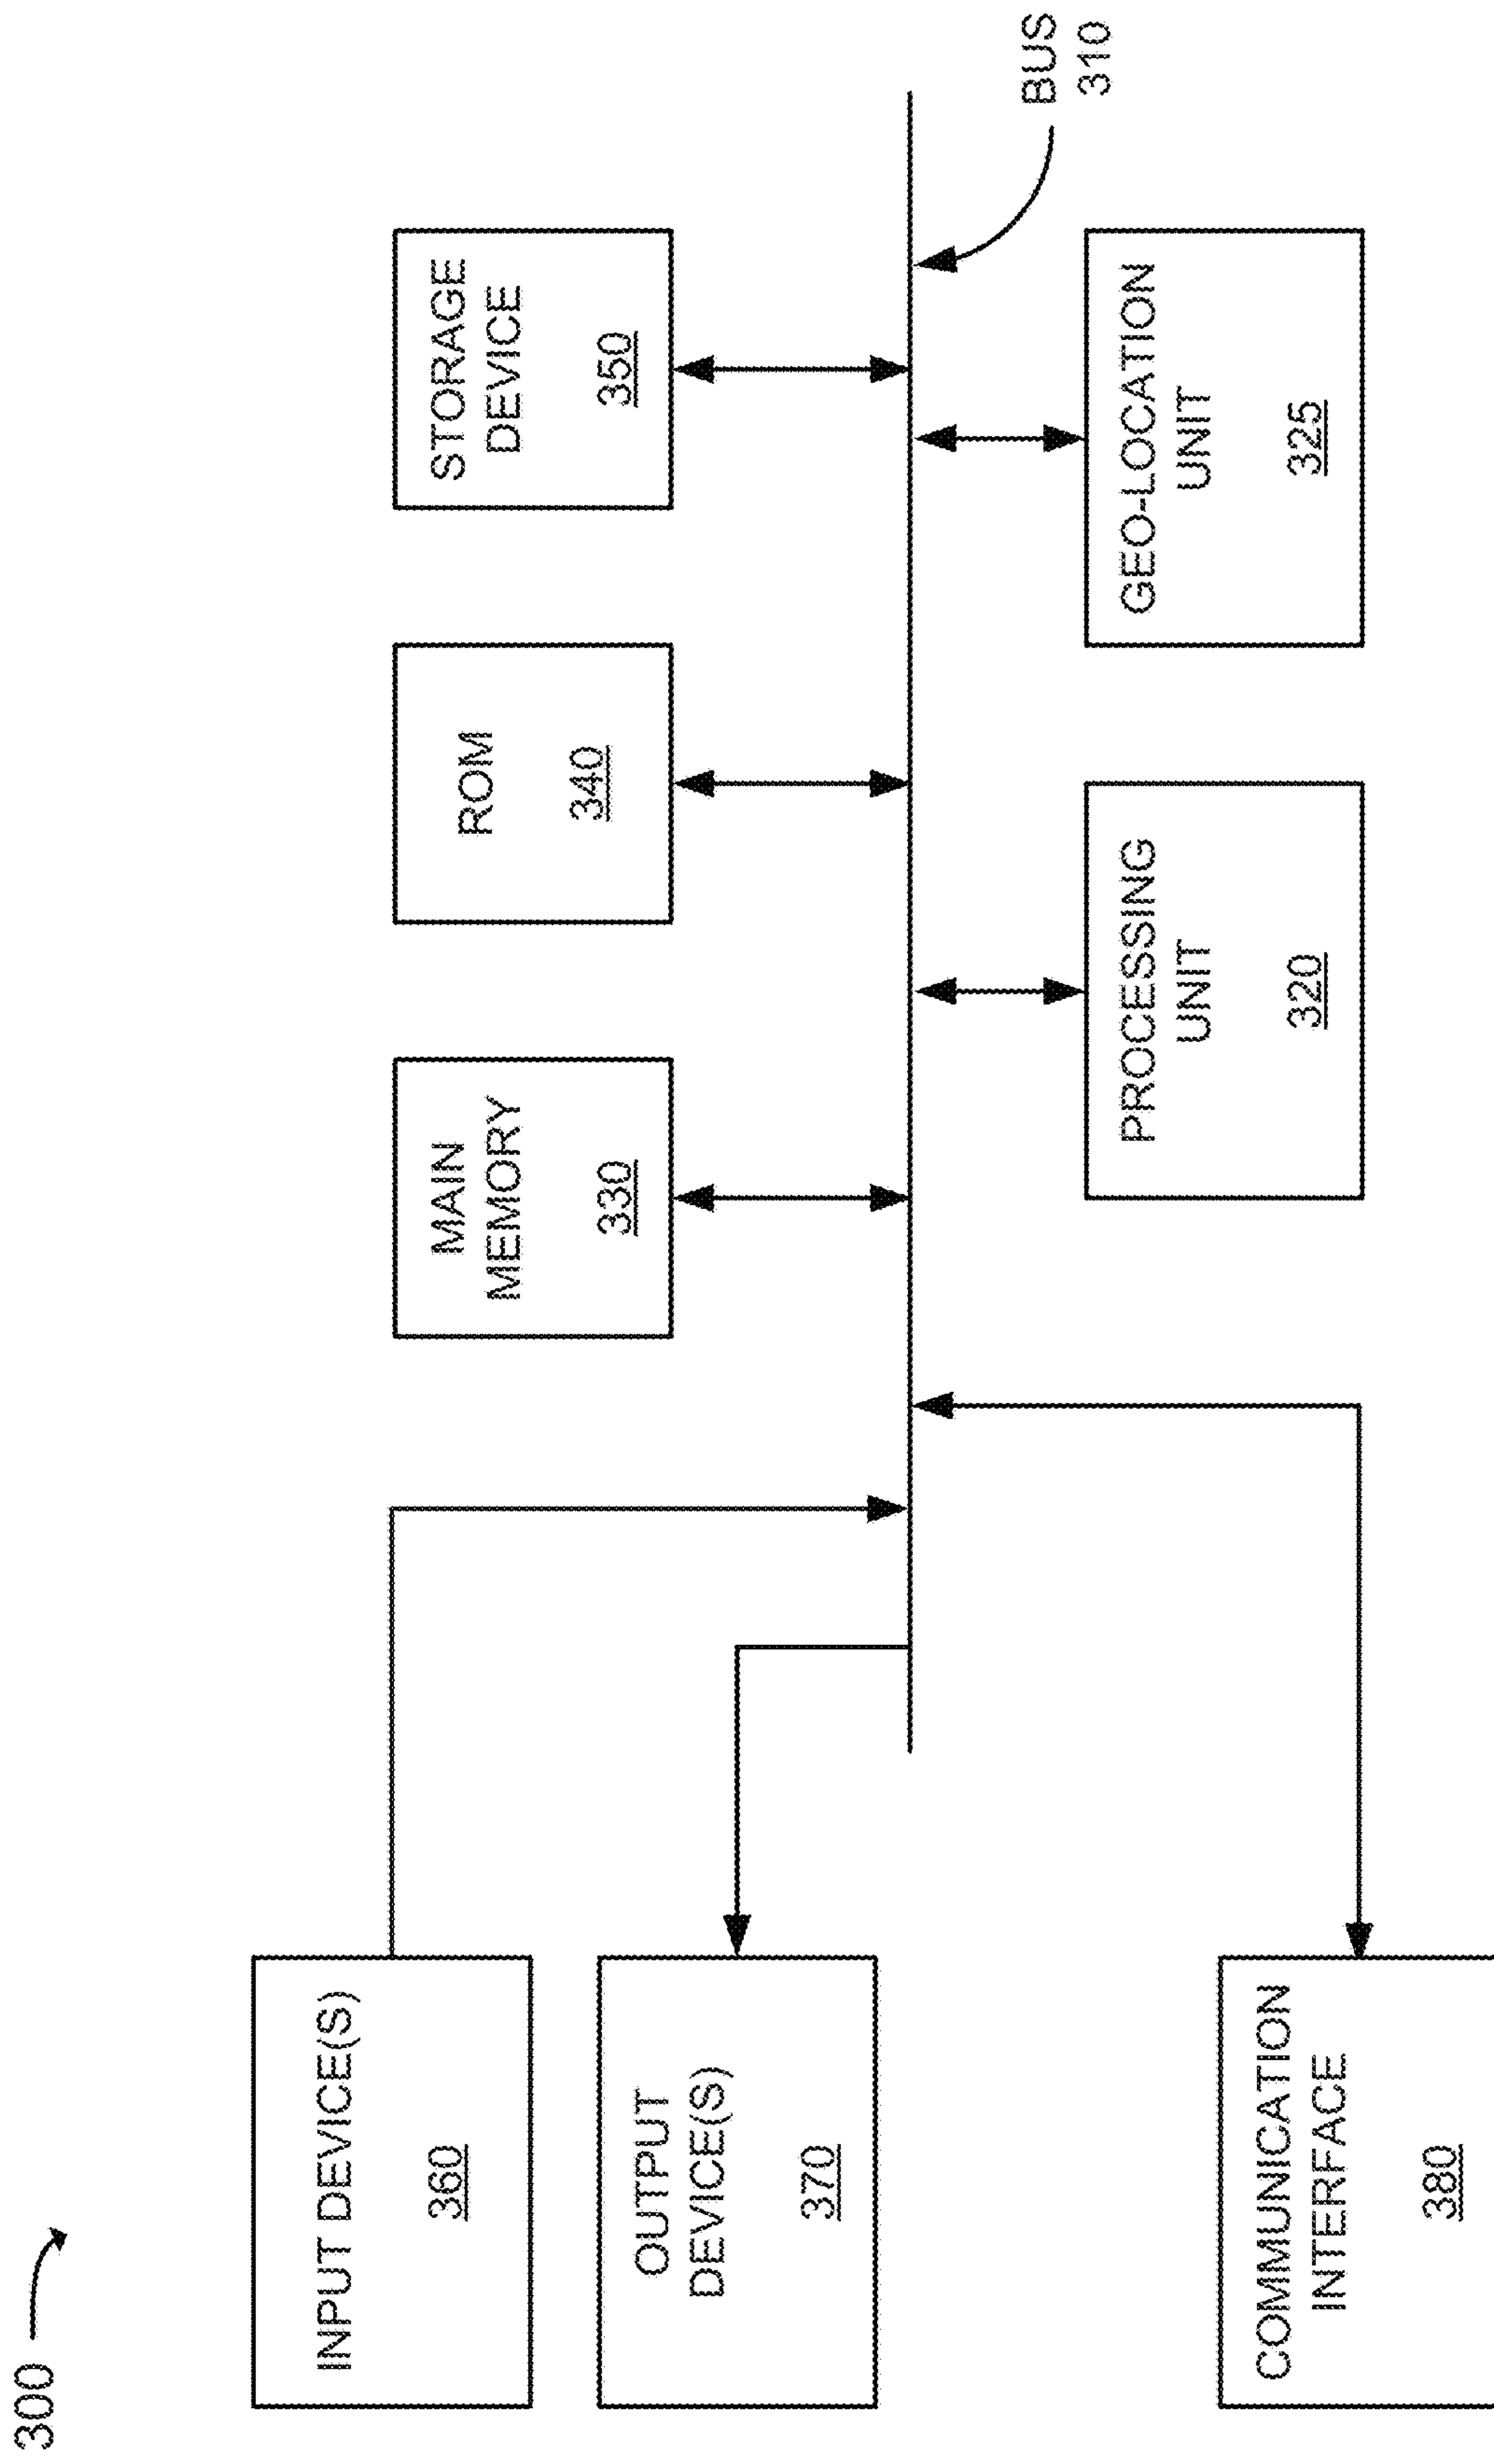 300
INPUT DEVICE(S)
360
OUTPUT
DEVICE(S)
370
COMMUNICATION
INTERFACE
380
MAIN
MEMORY
330
ROM
340
STORAGE
DEVICE
350
PROCESSING
UNIT
320
GEO-LOCATION
UNIT
325
BUS
310